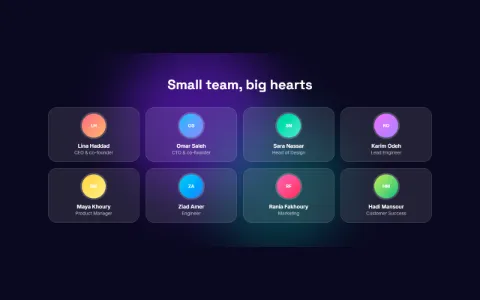 Small team, big hearts
LH
Lina Haddad
CEO & co-founder
OS
Omar Saleh
CTO & co-founder
SN
Sara Nassar
Head of Design
KO
Karim Odeh
Lead Engineer
MK
Maya Khoury
Product Manager
ZA
Ziad Amer
Engineer
RF
Rania Fakhoury
Marketing
HM
Hadi Mansour
Customer Success